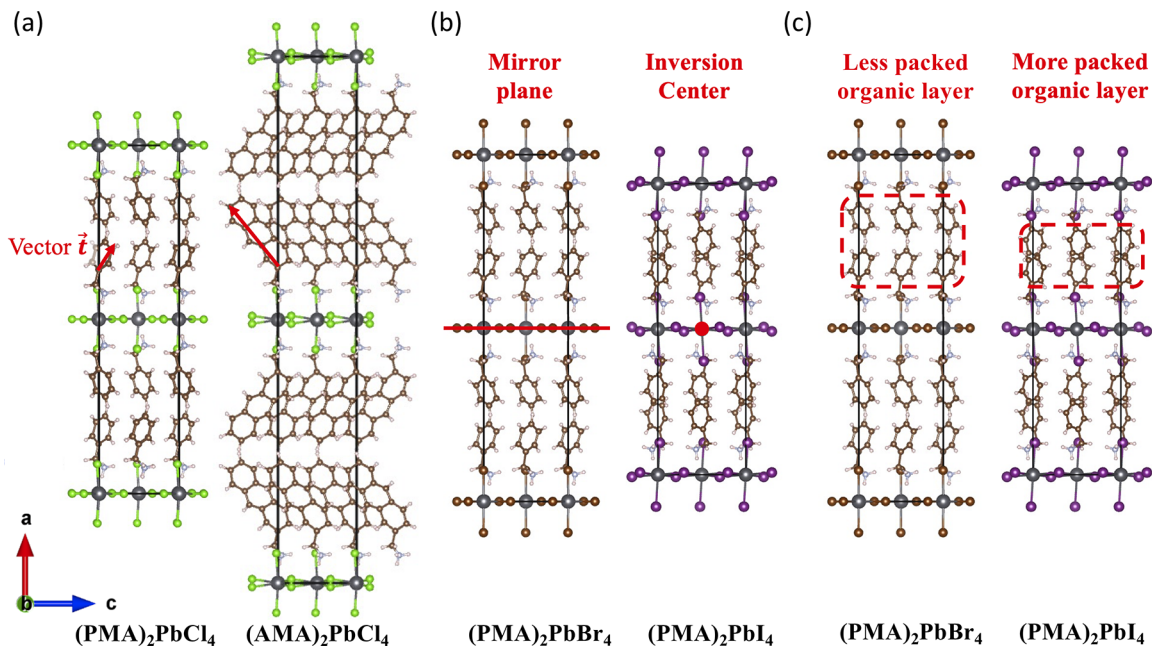 (a)
(b)
(c)
Mirror
plane
Inversion
Center
Less packed
organic layer
More packed
organic layer
Vector t⃗
a
b
c
(PMA)₂PbCl₄
(AMA)₂PbCl₄
(PMA)₂PbBr₄
(PMA)₂PbI₄
(PMA)₂PbBr₄
(PMA)₂PbI₄